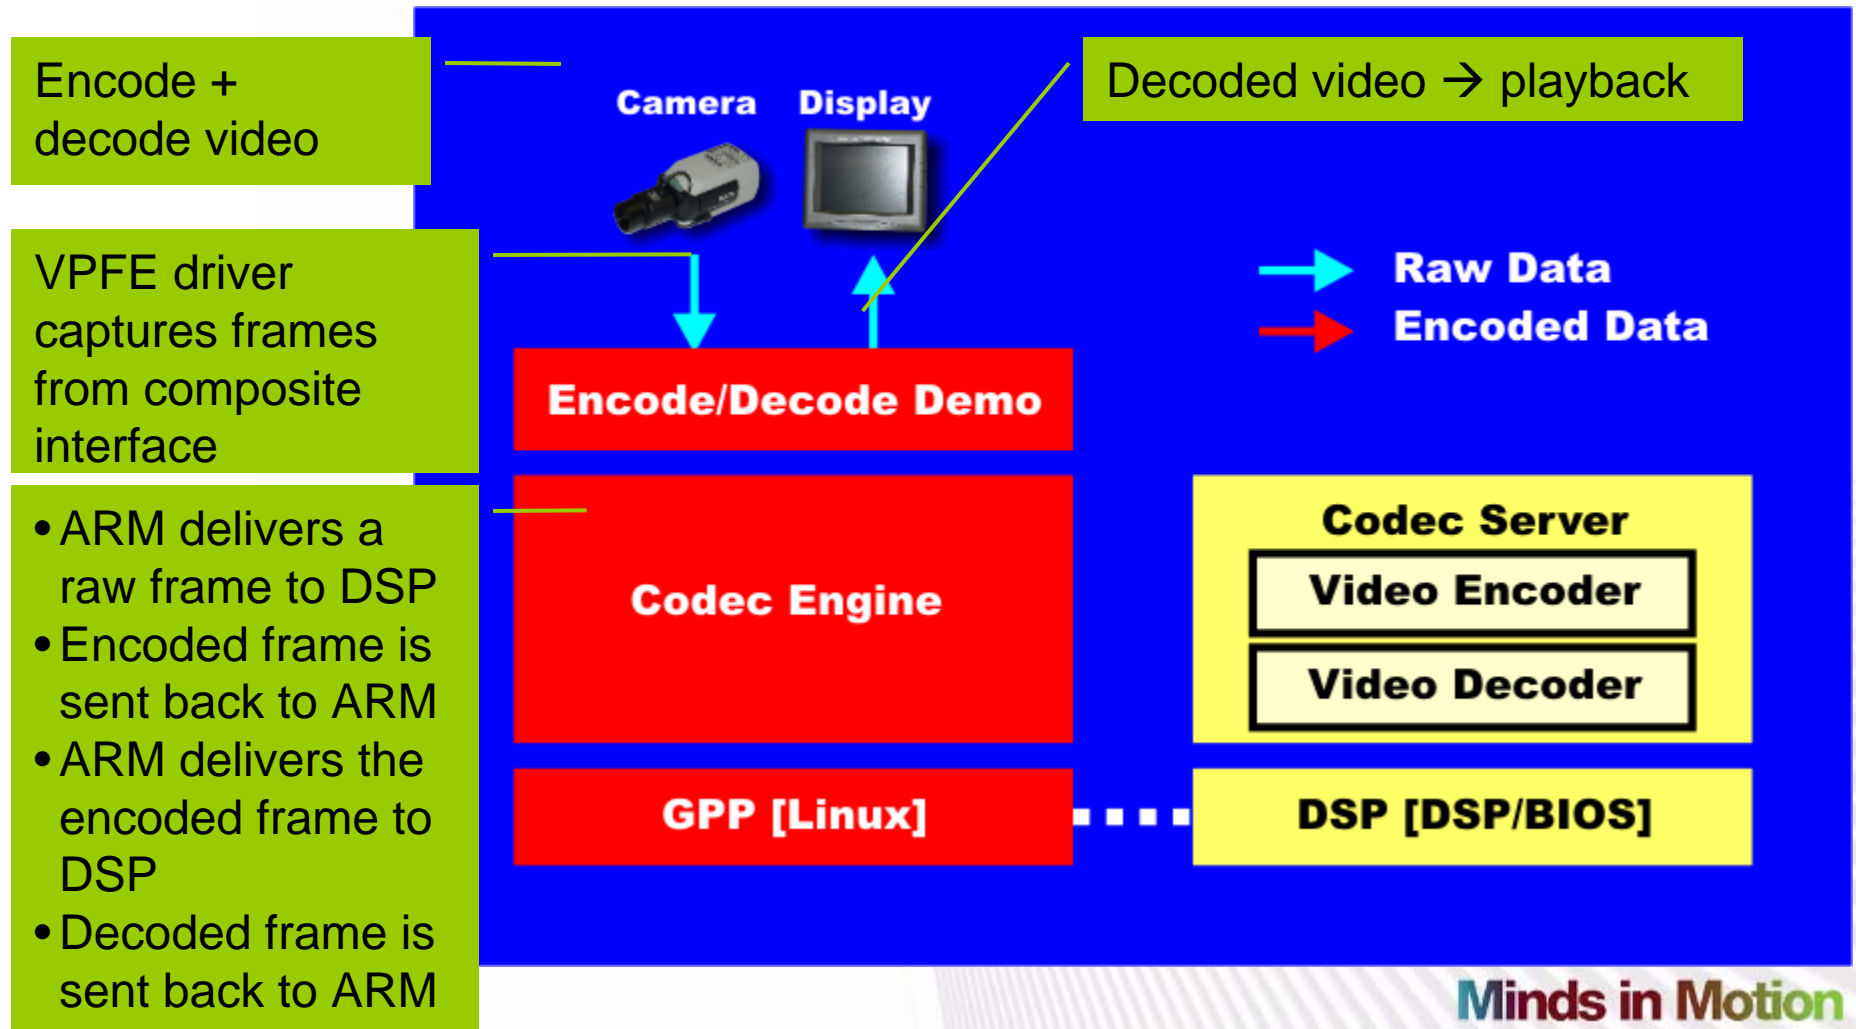 Encode +
decode video
VPFE driver
captures frames
from composite
interface
• ARM delivers a
raw frame to DSP
• Encoded frame is
sent back to ARM
• ARM delivers the
encoded frame to
DSP
• Decoded frame is
sent back to ARM
Decoded video → playback
Camera Display
Raw Data
Encoded Data
Encode/Decode Demo
Codec Engine
GPP [Linux]
Codec Server
Video Encoder
Video Decoder
DSP [DSP/BIOS]
Minds in Motion